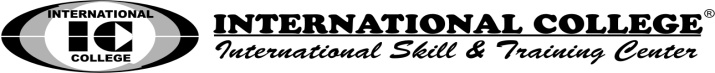 INTERNATIONAL
IC
COLLEGE
INTERNATIONAL COLLEGE®
International Skill & Training Center